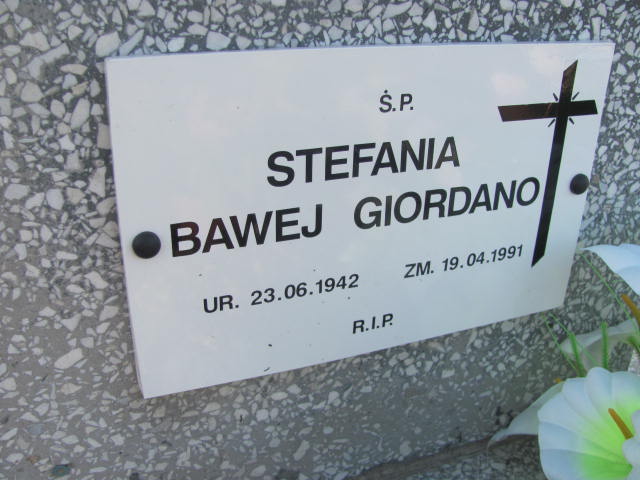 Ś.P.
STEFANIA
BAWEJ GIORDANO
UR. 23.06.1942 ZM. 19.04.1991
R.I.P.